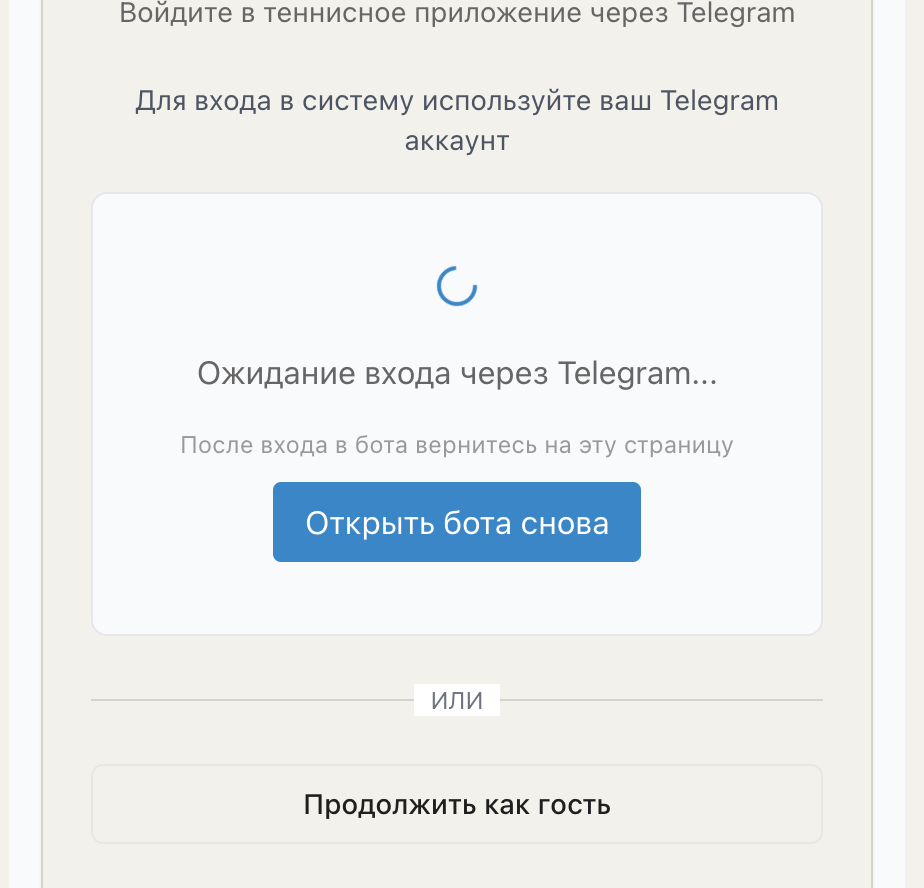 Войдите в теннисное приложение через Telegram
Для входа в систему используйте ваш Telegram
аккаунт
Ожидание входа через Telegram...
После входа в бота вернитесь на эту страницу
Открыть бота снова
ИЛИ
Продолжить как гость